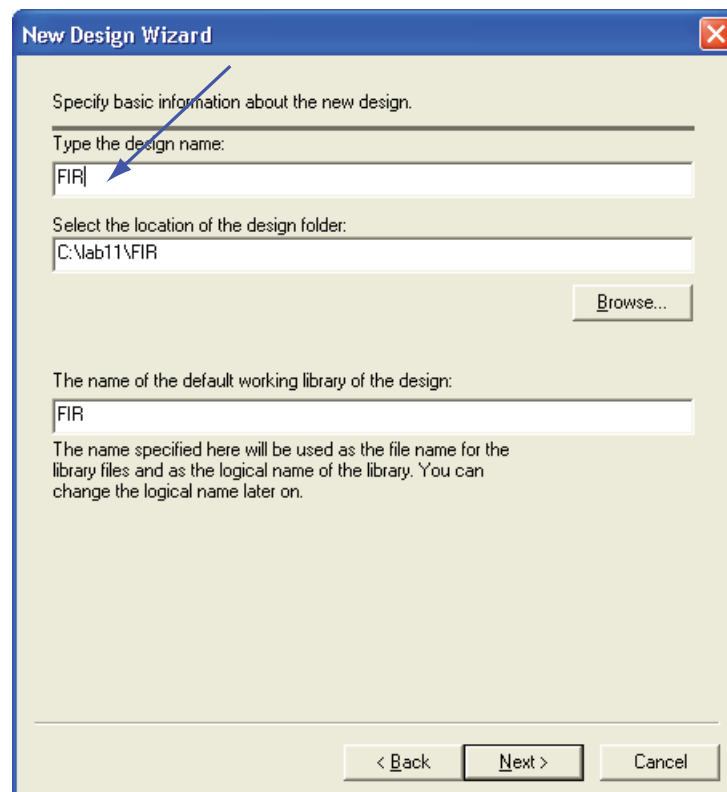 New Design Wizard
Specify basic information about the new design.
Type the design name:
FIR
Select the location of the design folder:
C:\lab11\FIR
Browse...
The name of the default working library of the design:
FIR
The name specified here will be used as the file name for the
library files and as the logical name of the library. You can
change the logical name later on.
< Back Next > Cancel